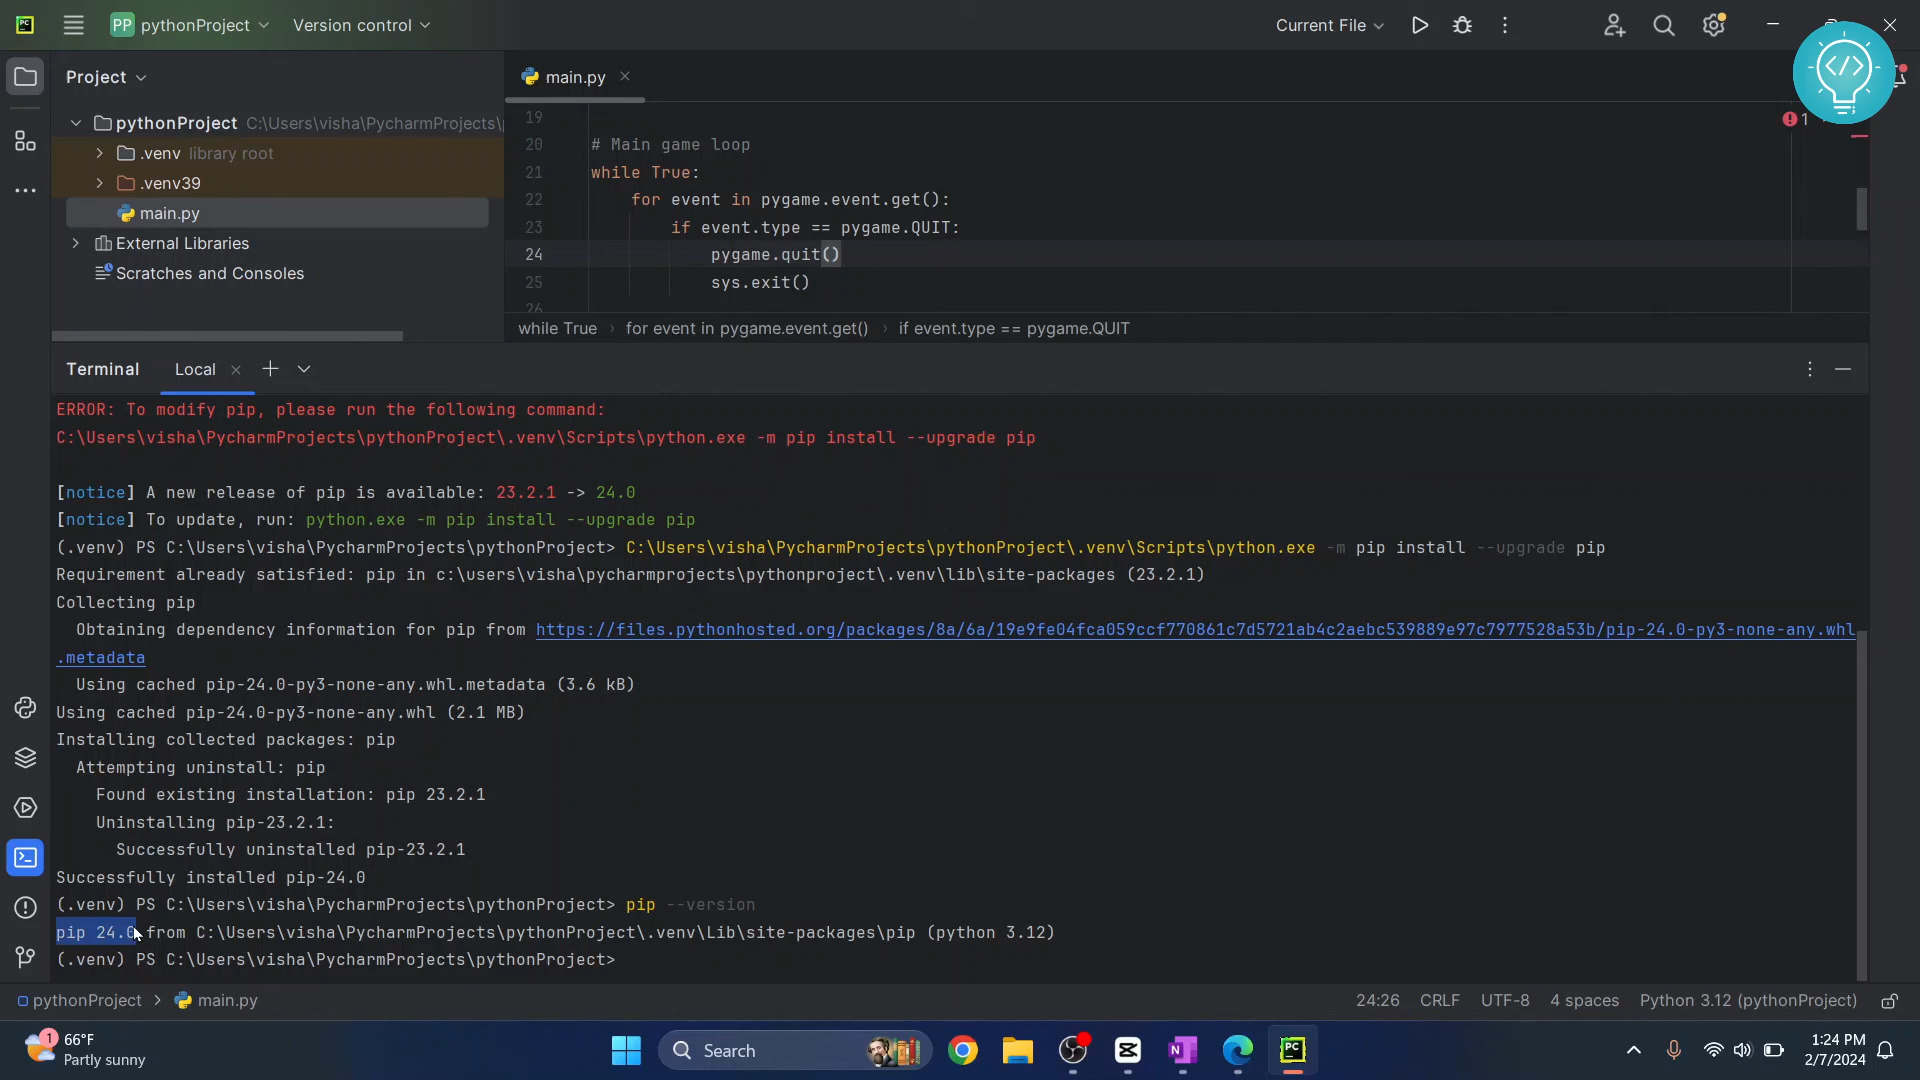 PC
PP pythonProject
Version control
Current File
Project
main.py
pythonProject C:\Users\visha\PycharmProjects\
.venv library root
.venv39
main.py
External Libraries
Scratches and Consoles
19
20 # Main game loop
21 while True:
22 for event in pygame.event.get():
23 if event.type == pygame.QUIT:
24 pygame.quit()
25 sys.exit()
26
1
</>
while True > for event in pygame.event.get() > if event.type == pygame.QUIT
Terminal Local
ERROR: To modify pip, please run the following command:
C:\Users\visha\PycharmProjects\pythonProject\.venv\Scripts\python.exe -m pip install --upgrade pip
[notice] A new release of pip is available: 23.2.1 -> 24.0
[notice] To update, run: python.exe -m pip install --upgrade pip
(.venv) PS C:\Users\visha\PycharmProjects\pythonProject> C:\Users\visha\PycharmProjects\pythonProject\.venv\Scripts\python.exe -m pip install --upgrade pip
Requirement already satisfied: pip in c:\users\visha\pycharmprojects\pythonproject\.venv\lib\site-packages (23.2.1)
Collecting pip
Obtaining dependency information for pip from https://files.pythonhosted.org/packages/8a/6a/19e9fe04fca059ccf770861c7d5721ab4c2aebc539889e97c7977528a53b/pip-24.0-py3-none-any.whl
.metadata
Using cached pip-24.0-py3-none-any.whl.metadata (3.6 kB)
Using cached pip-24.0-py3-none-any.whl (2.1 MB)
Installing collected packages: pip
Attempting uninstall: pip
Found existing installation: pip 23.2.1
Uninstalling pip-23.2.1:
Successfully uninstalled pip-23.2.1
Successfully installed pip-24.0
(.venv) PS C:\Users\visha\PycharmProjects\pythonProject> pip --version
pip 24.0 from C:\Users\visha\PycharmProjects\pythonProject\.venv\Lib\site-packages\pip (python 3.12)
(.venv) PS C:\Users\visha\PycharmProjects\pythonProject>
pythonProject > main.py
24:26 CRLF UTF-8 4 spaces Python 3.12 (pythonProject)
1
66°F
Partly sunny
Search
N
PC
1:24 PM
2/7/2024